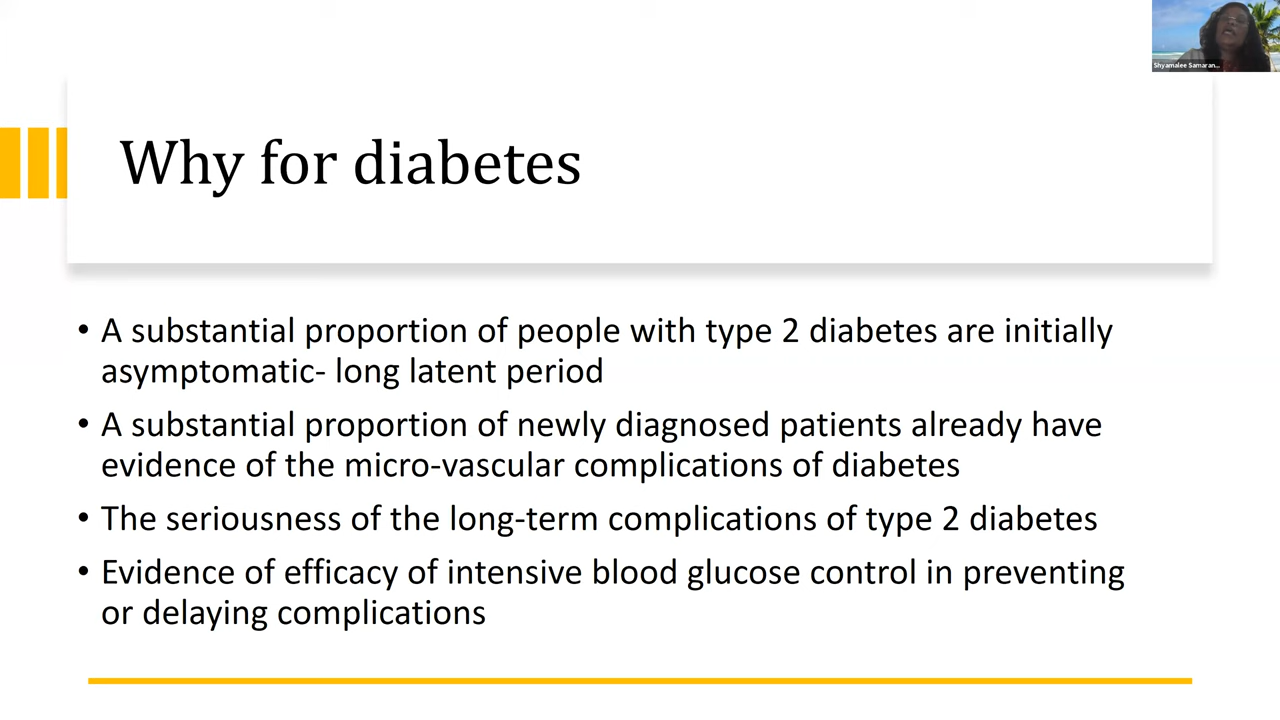 Shyamalee Samaran...
Why for diabetes
• A substantial proportion of people with type 2 diabetes are initially
asymptomatic- long latent period
• A substantial proportion of newly diagnosed patients already have
evidence of the micro-vascular complications of diabetes
• The seriousness of the long-term complications of type 2 diabetes
• Evidence of efficacy of intensive blood glucose control in preventing
or delaying complications